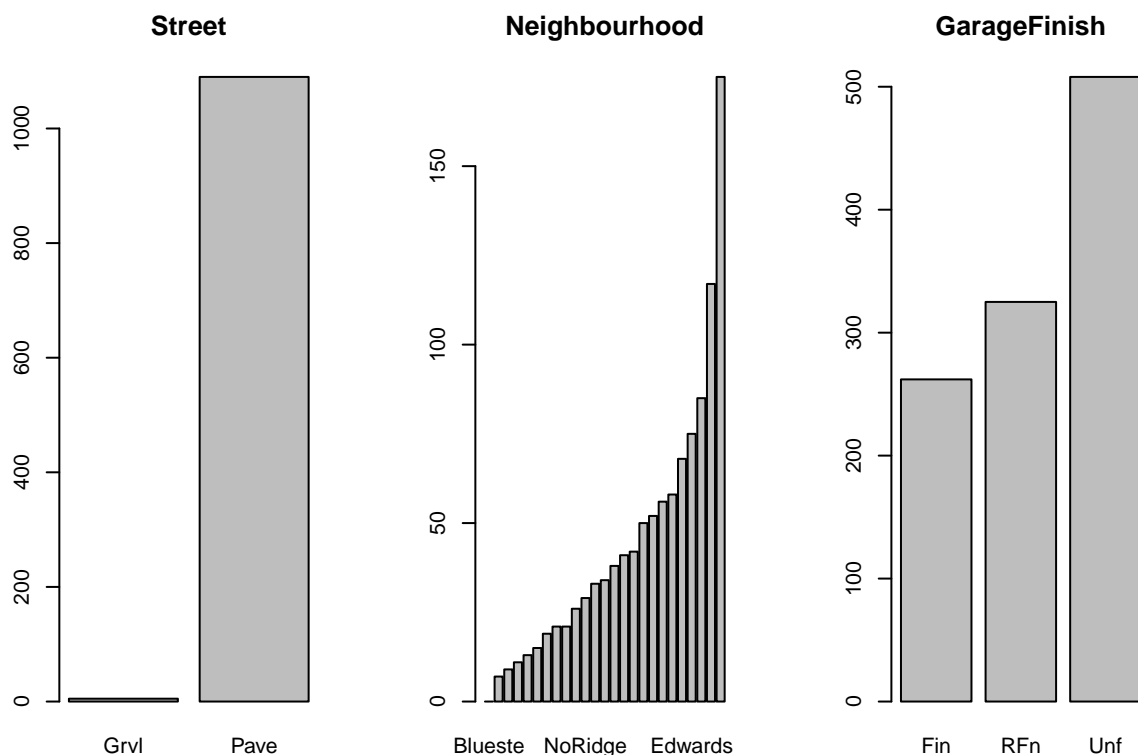 Street
1000
800
600
400
200
0
Grvl Pave
Neighbourhood
150
100
50
0
Blueste NoRidge Edwards
GarageFinish
500
400
300
200
100
0
Fin RFn Unf